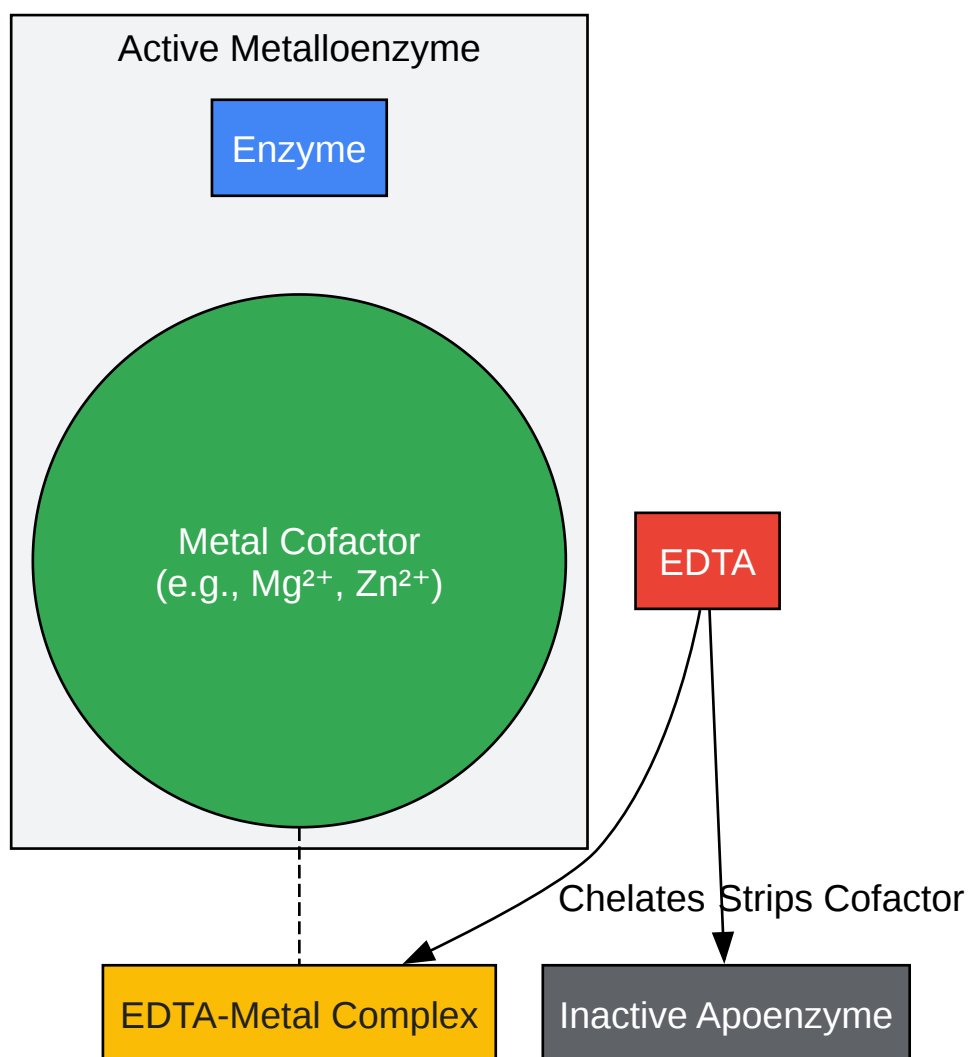 Active Metalloenzyme
Enzyme
Metal Cofactor
(e.g., Mg²⁺, Zn²⁺)
EDTA
Chelates
Strips Cofactor
EDTA-Metal Complex
Inactive Apoenzyme